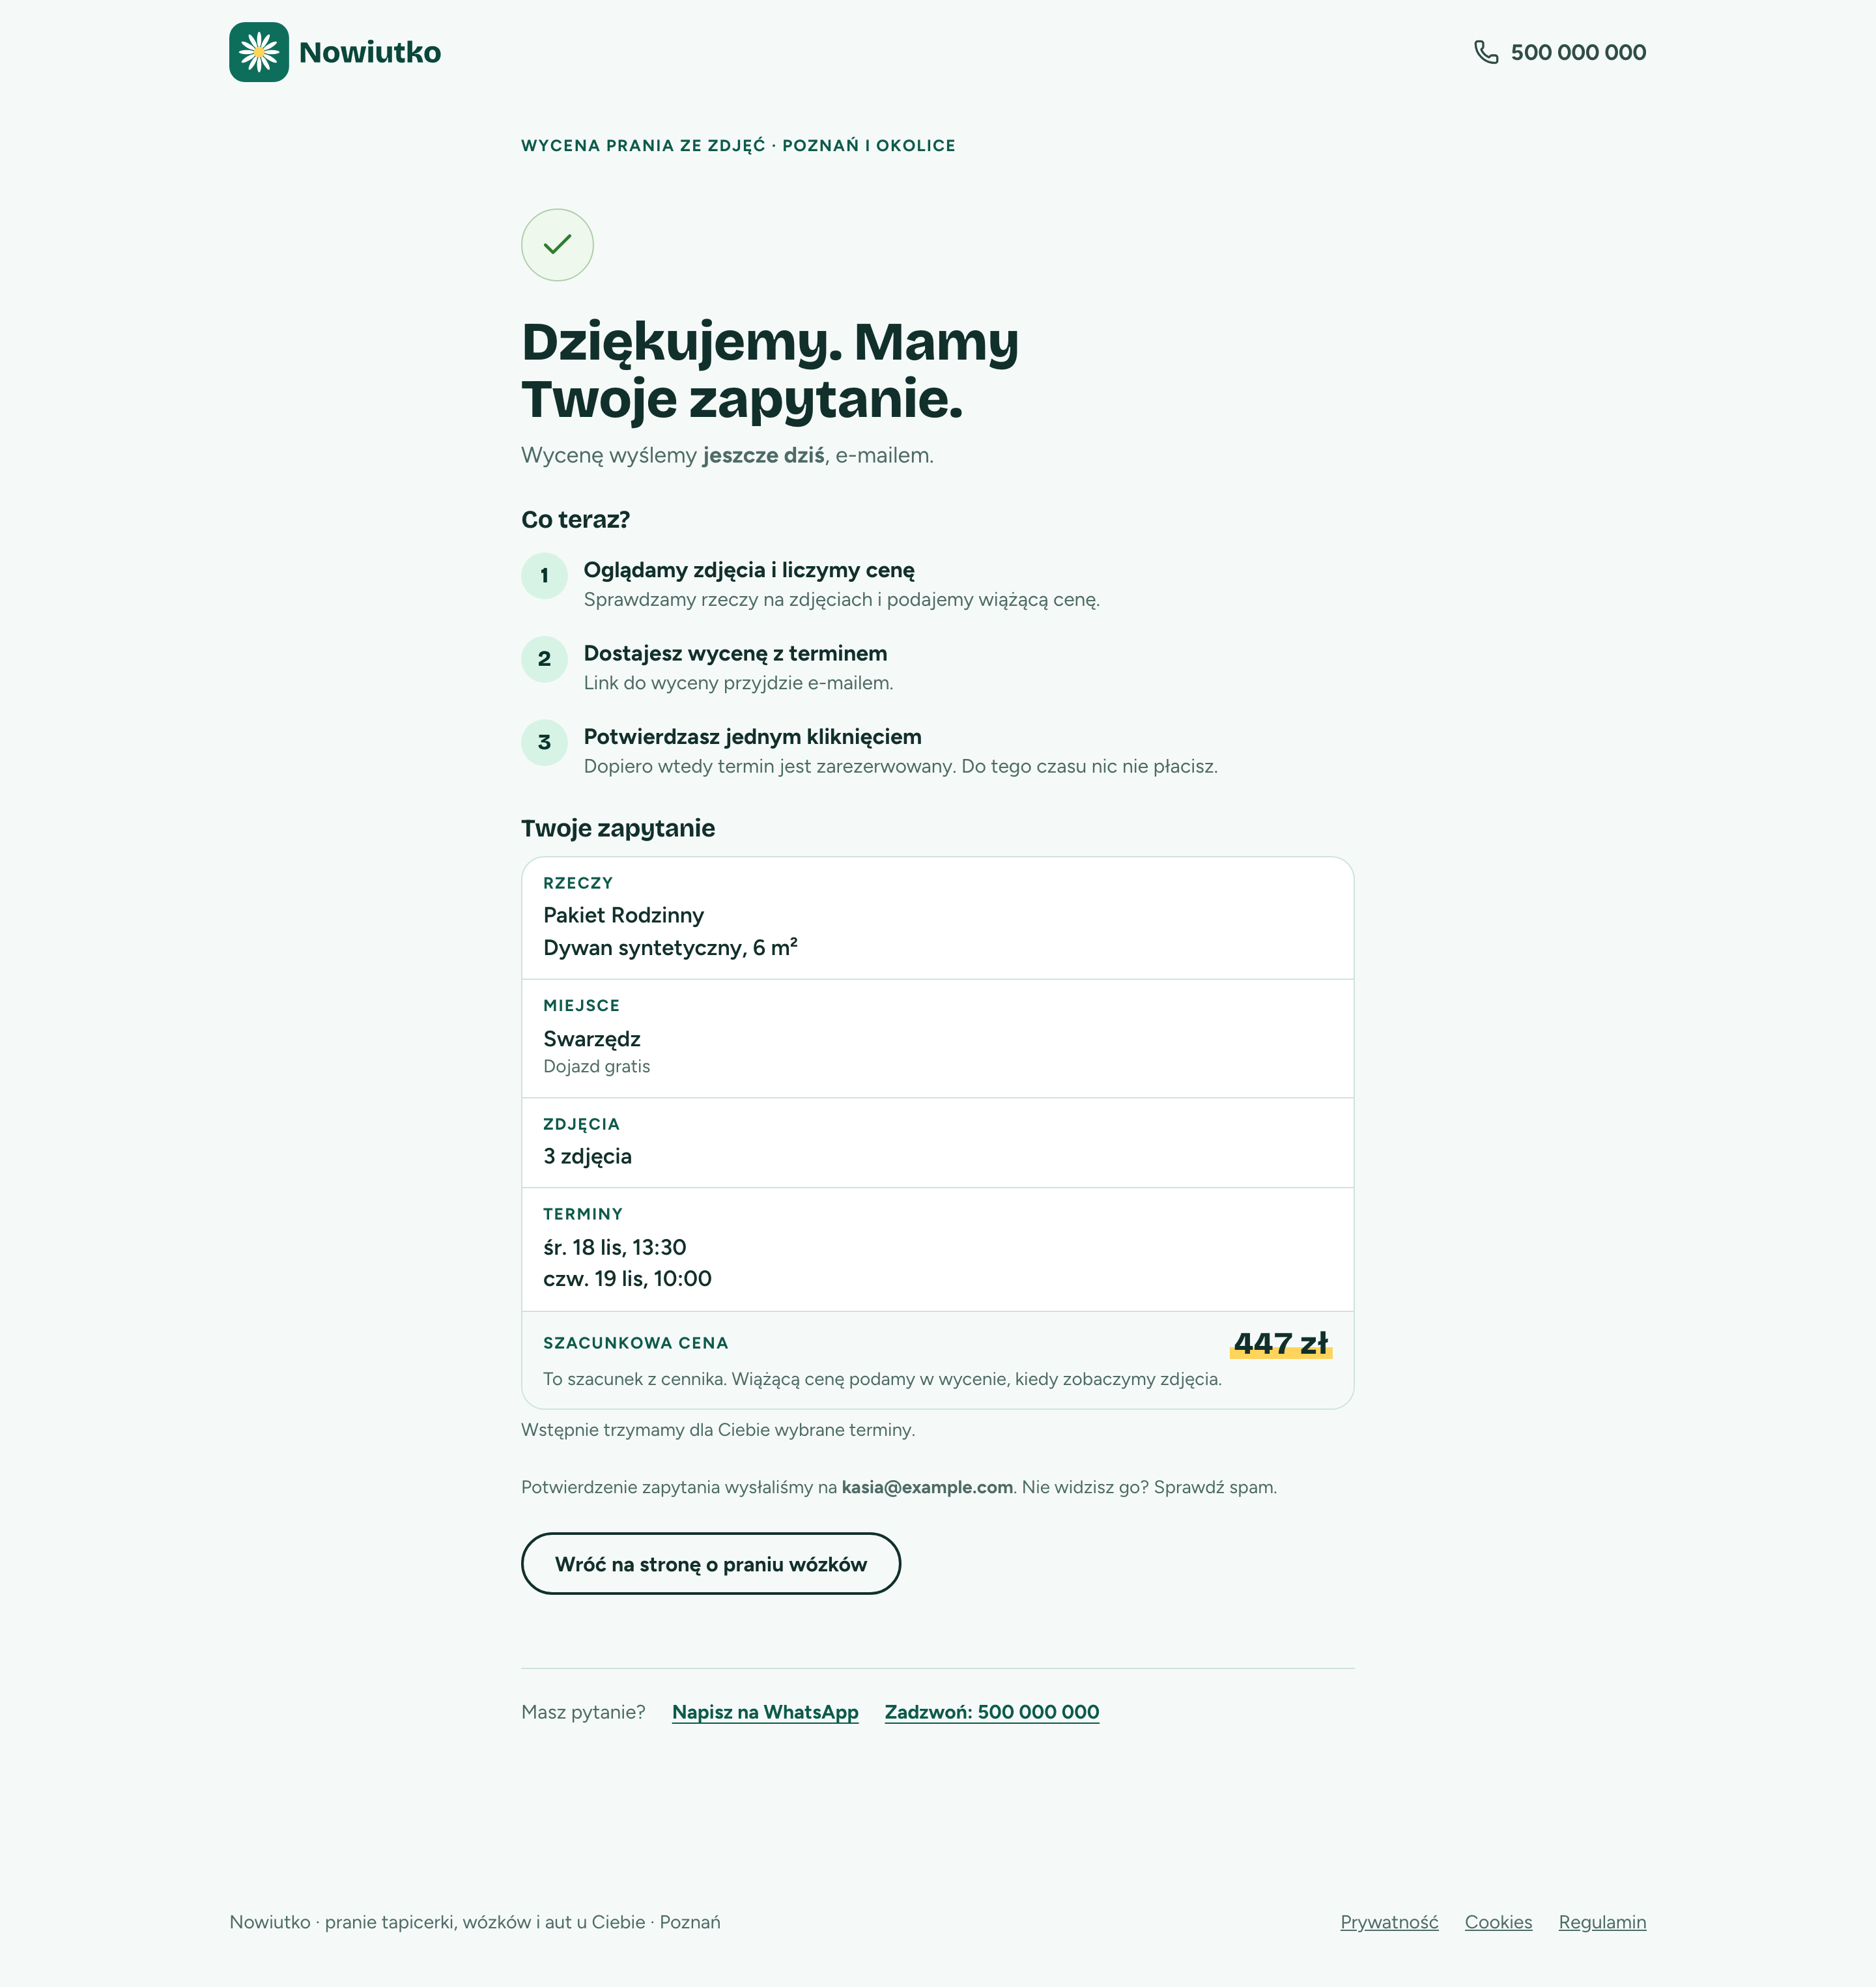 Nowiutko
500 000 000
WYCENA PRANIA ZE ZDJĘĆ · POZNAŃ I OKOLICE
Dziękujemy. Mamy
Twoje zapytanie.
Wycenę wyślemy jeszcze dziś, e-mailem.
Co teraz?
1
Oglądamy zdjęcia i liczymy cenę
Sprawdzamy rzeczy na zdjęciach i podajemy wiążącą cenę.
2
Dostajesz wycenę z terminem
Link do wyceny przyjdzie e-mailem.
3
Potwierdzasz jednym kliknięciem
Dopiero wtedy termin jest zarezerwowany. Do tego czasu nic nie płacisz.
Twoje zapytanie
RZECZY
Pakiet Rodzinny
Dywan syntetyczny, 6 m²
MIEJSCE
Swarzędz
Dojazd gratis
ZDJĘCIA
3 zdjęcia
TERMINY
śr. 18 lis, 13:30
czw. 19 lis, 10:00
SZACUNKOWA CENA
447 zł
To szacunek z cennika. Wiążącą cenę podamy w wycenie, kiedy zobaczymy zdjęcia.
Wstępnie trzymamy dla Ciebie wybrane terminy.
Potwierdzenie zapytania wysłaliśmy na kasia@example.com. Nie widzisz go? Sprawdź spam.
Wróć na stronę o praniu wózków
Masz pytanie? Napisz na WhatsApp Zadzwoń: 500 000 000
Nowiutko · pranie tapicerki, wózków i aut u Ciebie · Poznań
Prywatność Cookies Regulamin